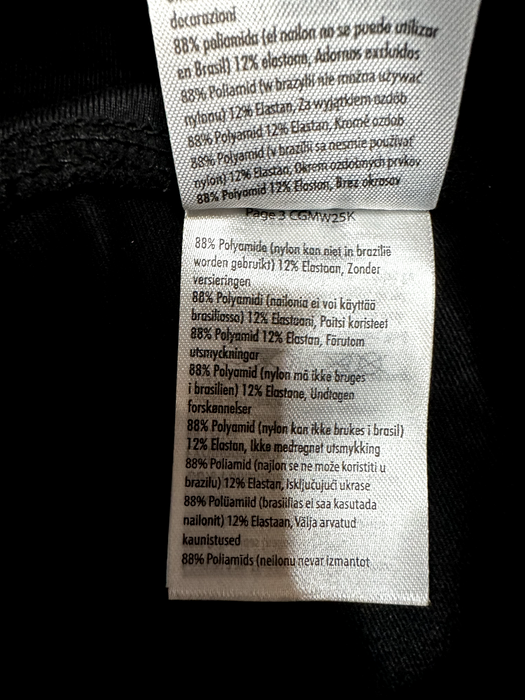 decorazioni
88% poliamida (el nailon no se puede utilizar
en Brasil) 12% elastano, Adornos excluidos
88% Poliamid (w brazylii nie można używać
nylonu) 12% Elastan, Za wyjątkiem ozdób
88% Polyamid 12% Elastan, Kromě ozdob
88% Polyamid (v brazílii sa nesmie používať
nylon) 12% Elastan, Okrem ozdobných prvkov
88% Polyamid 12% Elastan, Brez okrasov
Page 3 CGMW25K
88% Polyamide (nylon kan niet in brazilië
worden gebruikt) 12% Elastaan, Zonder
versieringen
88% Polyamidi (nailonia ei voi käyttää
brasiliassa) 12% Elastaani, Paitsi koristeet
88% Polyamid 12% Elastan, Förutom
utsmyckningar
88% Polyamid (nylon må ikke bruges
i brasilien) 12% Elastane, Undtagen
forskønnelser
88% Polyamid (nylon kan ikke brukes i brasil)
12% Elastan, Ikke medregnet utsmykking
88% Poliamid (najlon se ne može koristiti u
brazilu) 12% Elastan, Isključujući ukrase
88% Polüamiid (brasiilias ei saa kasutada
nailonit) 12% Elastaan, Välja arvatud
kaunistused
88% Poliamīds (neilonu nevar izmantot